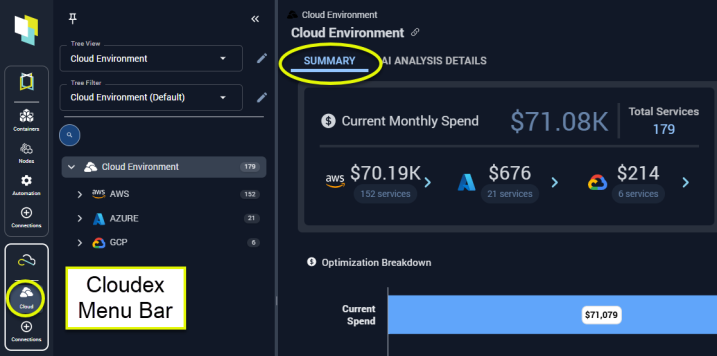 Containers
Nodes
Automation
Connections
Cloud
Connections
Tree View
Cloud Environment
Tree Filter
Cloud Environment (Default)
Cloud Environment 179
aws AWS 152
AZURE 21
GCP 6
Cloudex
Menu Bar
Cloud Environment
Cloud Environment
SUMMARY
AI ANALYSIS DETAILS
Current Monthly Spend $71.08K
Total Services
179
aws $70.19K
152 services
$676
21 services
$214
6 services
Optimization Breakdown
Current
Spend
$71,079